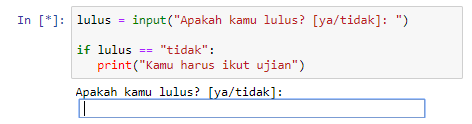 In [*]: lulus = input("Apakah kamu lulus? [ya/tidak]: ")
if lulus == "tidak":
print("Kamu harus ikut ujian")
Apakah kamu lulus? [ya/tidak]: